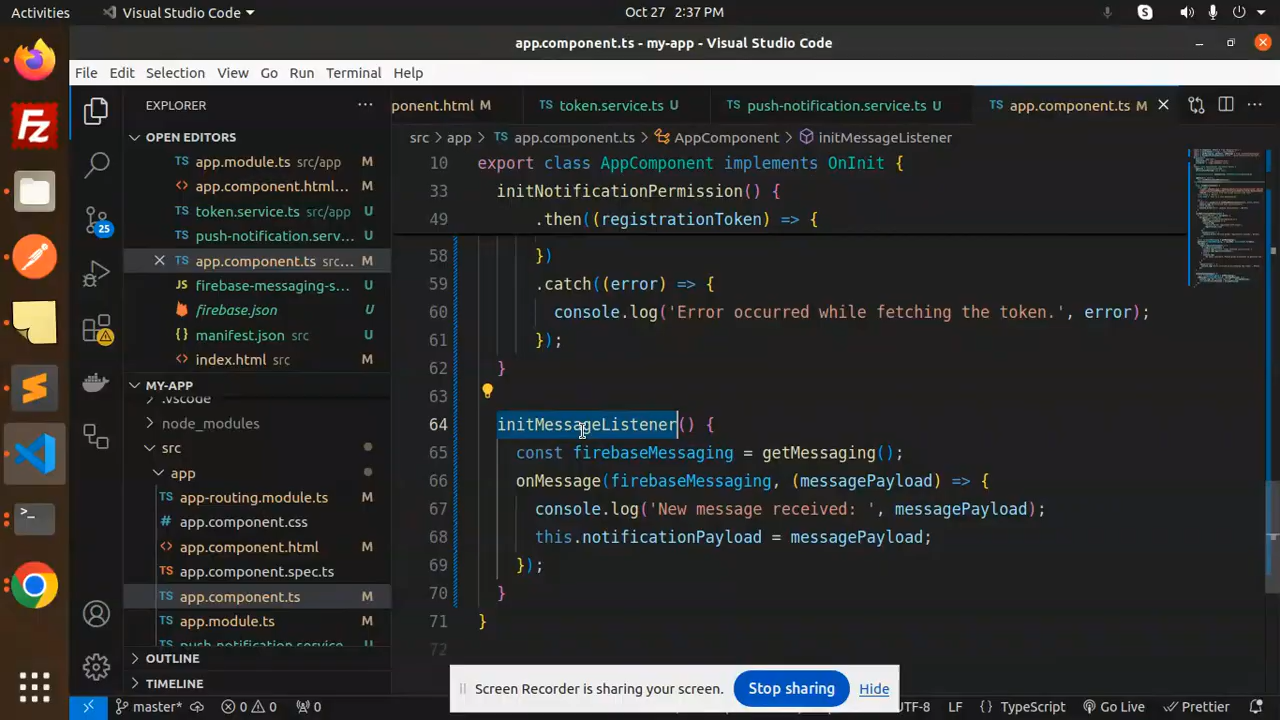 Activities
Visual Studio Code
Oct 27 2:37 PM
app.component.ts - my-app - Visual Studio Code
File Edit Selection View Go Run Terminal Help
EXPLORER
ponent.html M
token.service.ts U
push-notification.service.ts U
app.component.ts M
OPEN EDITORS
src > app > TS app.component.ts > AppComponent > initMessageListener
TS app.module.ts src/app M
app.component.html... M
TS token.service.ts src/app U
TS push-notification.serv... U
TS app.component.ts src... M
JS firebase-messaging-s... U
firebase.json U
{} manifest.json src M
index.html src M
MY-APP
.vscode
node_modules
src
app
TS app-routing.module.ts M
app.component.css
app.component.html M
TS app.component.spec.ts
TS app.component.ts M
TS app.module.ts M
TS push-notification.service... U
OUTLINE
TIMELINE
25
10 export class AppComponent implements OnInit {
33 initNotificationPermission() {
49 .then((registrationToken) => {
58 })
59 .catch((error) => {
60 console.log('Error occurred while fetching the token.', error);
61 });
62 }
63
64 initMessageListener() {
65 const firebaseMessaging = getMessaging();
66 onMessage(firebaseMessaging, (messagePayload) => {
67 console.log('New message received: ', messagePayload);
68 this.notificationPayload = messagePayload;
69 });
70 }
71 }
72
Screen Recorder is sharing your screen. Stop sharing Hide
master* 0 0 0 UTF-8 LF {} TypeScript Go Live Prettier